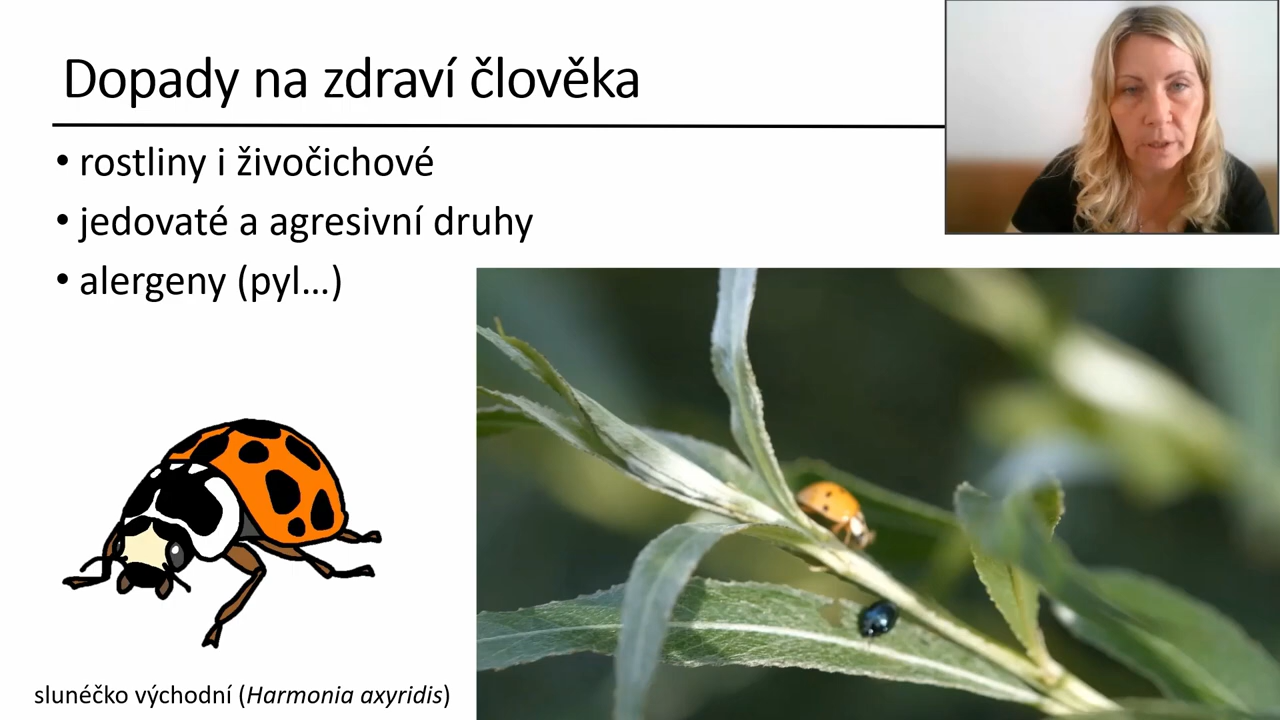 Dopady na zdraví člověka
• rostliny i živočichové
• jedovaté a agresivní druhy
• alergeny (pyl…)
slunéčko východní (Harmonia axyridis)